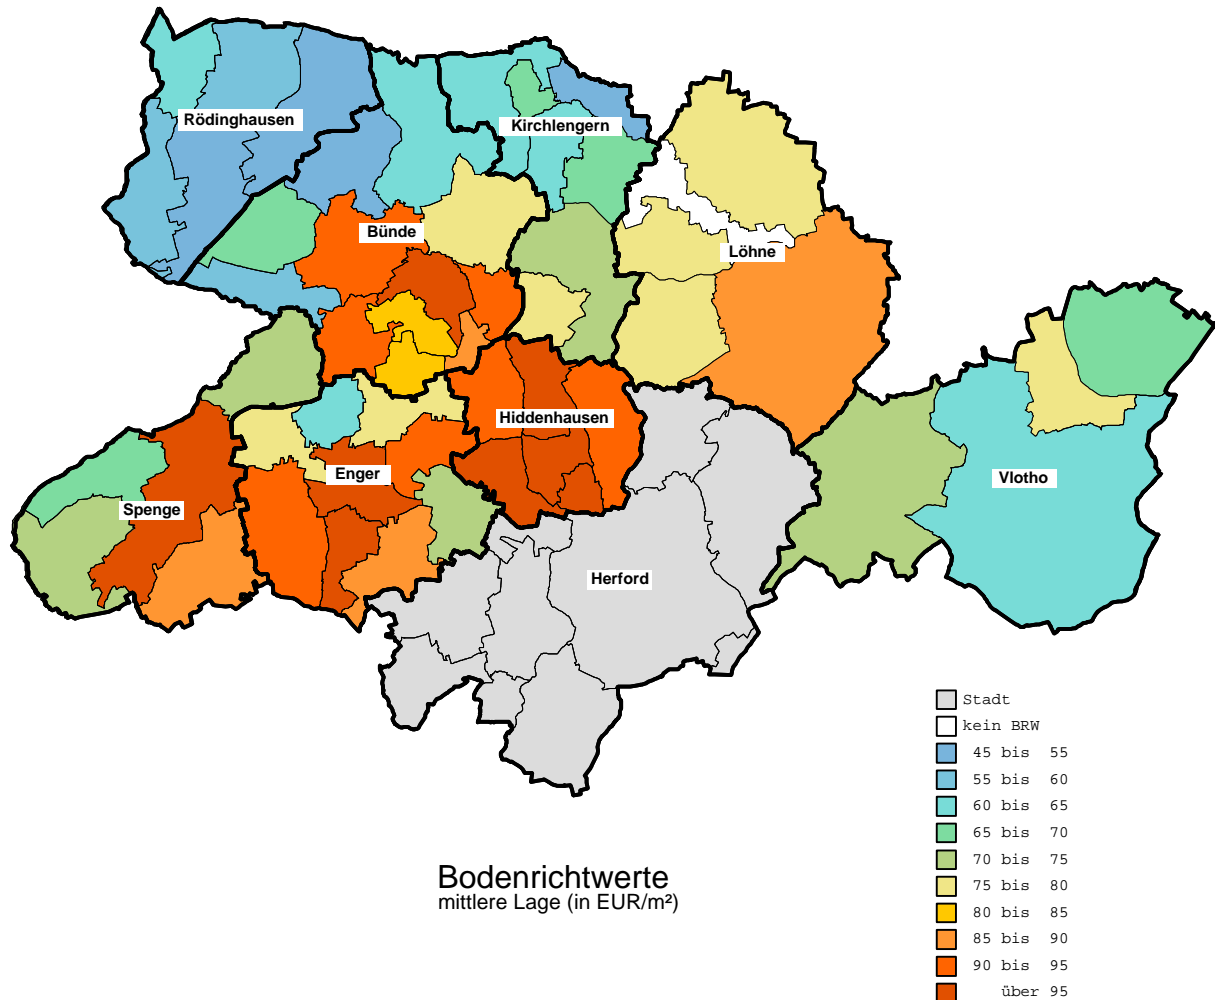 Rödinghausen
Kirchlengern
Bünde
Löhne
Hiddenhausen
Enger
Spenge
Vlotho
Herford
Bodenrichtwerte
mittlere Lage (in EUR/m²)
Stadt
kein BRW
45 bis 55
55 bis 60
60 bis 65
65 bis 70
70 bis 75
75 bis 80
80 bis 85
85 bis 90
90 bis 95
über 95